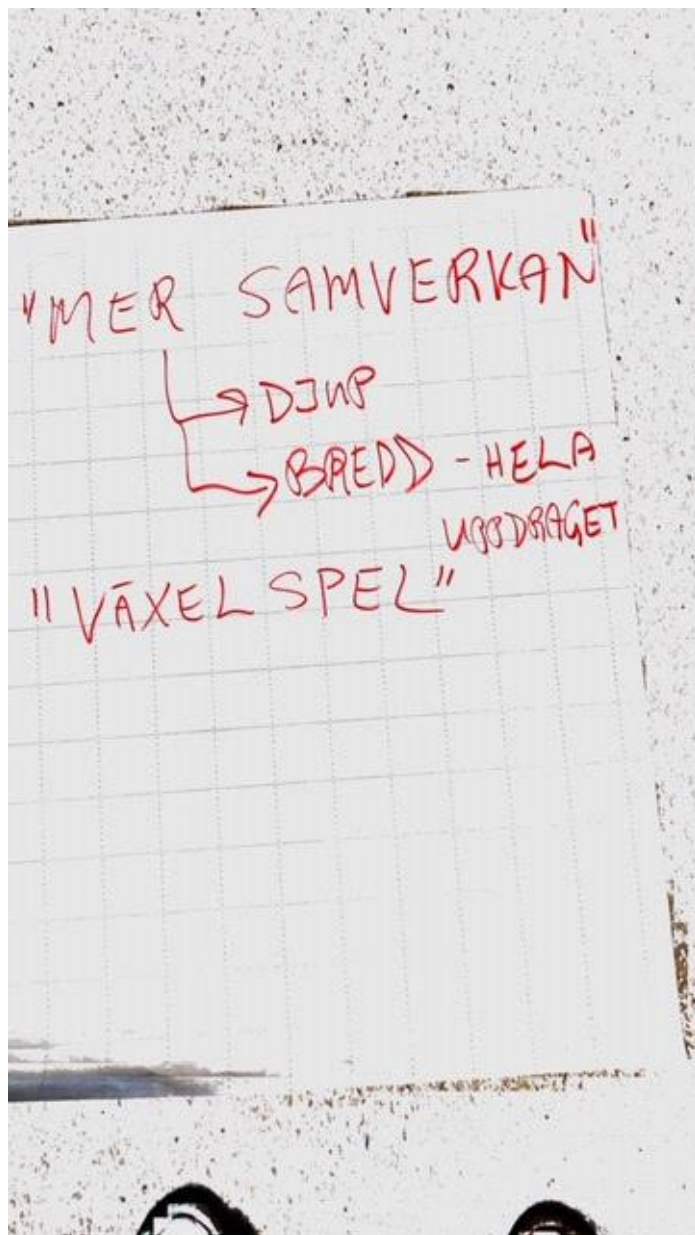 "MER SAMVERKAN"
DJUP
BREDD - HELA
UPPDRAGET
"VÄXELSPEL"